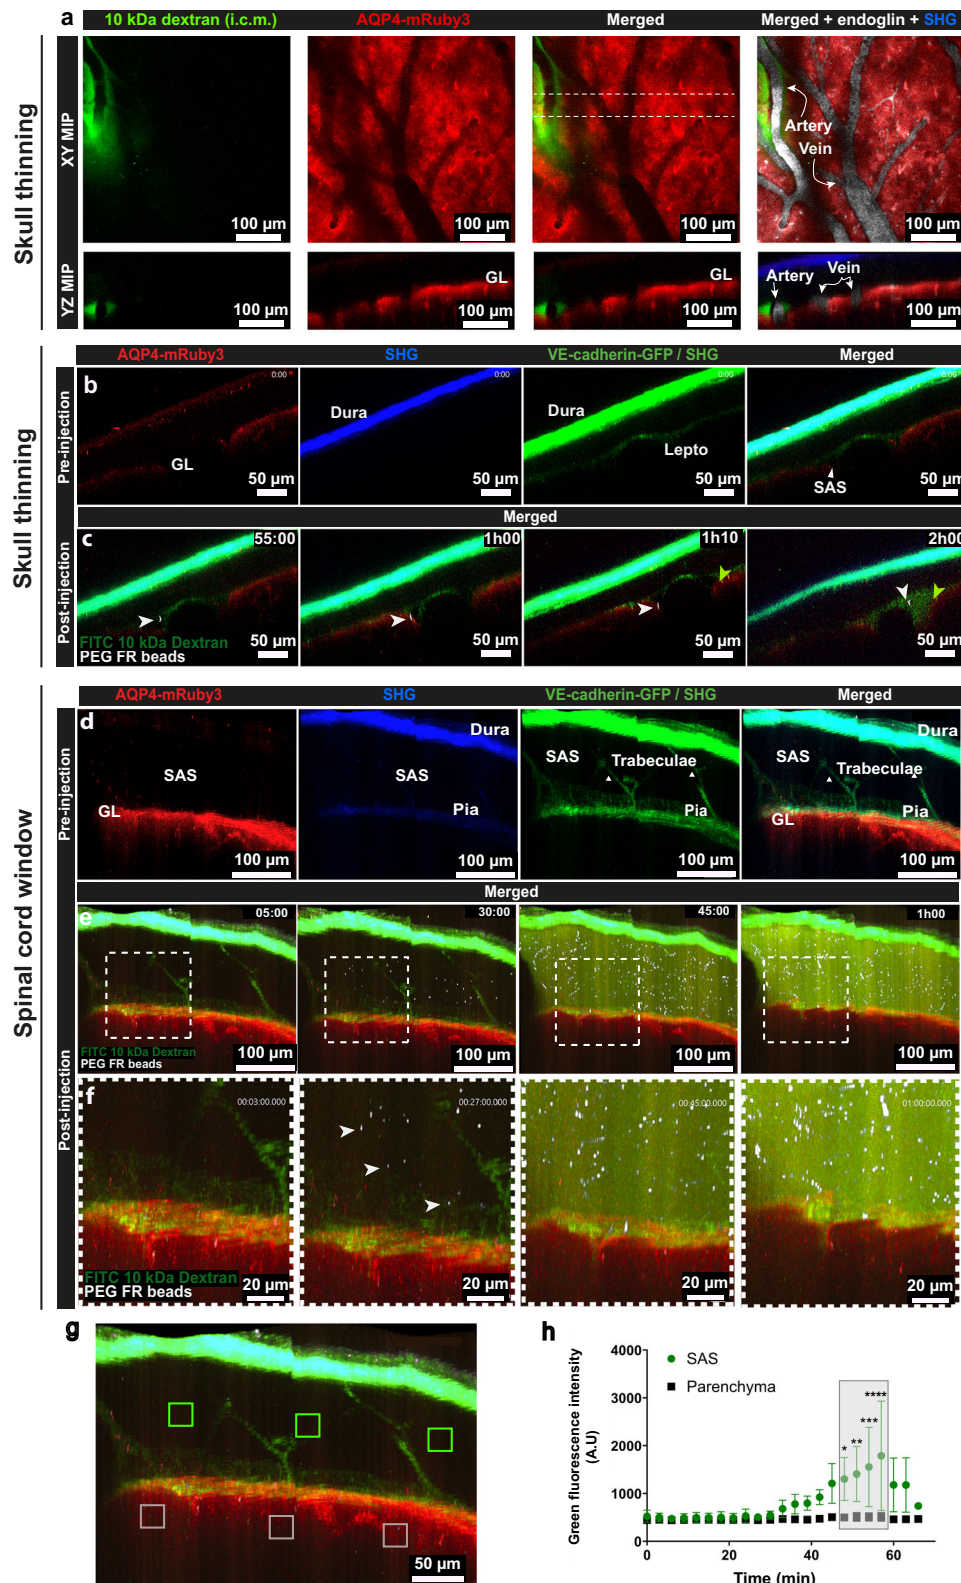 a
10 kDa dextran (i.c.m.) AQP4-mRuby3 Merged Merged + endoglin + SHG
Skull thinning
XY MIP
Artery
Vein
100 µm 100 µm 100 µm 100 µm
YZ MIP
GL GL Artery Vein
100 µm 100 µm 100 µm 100 µm
AQP4-mRuby3 SHG VE-cadherin-GFP / SHG Merged
Skull thinning
b
Pre-injection
0:00 0:00 0:00 0:00
Dura Dura
GL Lepto SAS
50 µm 50 µm 50 µm 50 µm
Merged
c
Post-injection
55:00 1h00 1h10 2h00
FITC 10 kDa Dextran
PEG FR beads
50 µm 50 µm 50 µm 50 µm
AQP4-mRuby3 SHG VE-cadherin-GFP / SHG Merged
Spinal cord window
d
Pre-injection
Dura Dura
SAS SAS SAS Trabeculae SAS Trabeculae
GL Pia Pia GL Pia
100 µm 100 µm 100 µm 100 µm
Merged
e
Post-injection
05:00 30:00 45:00 1h00
FITC 10 kDa Dextran
PEG FR beads
100 µm 100 µm 100 µm 100 µm
f
00:03:00.000 00:27:00.000 00:45:00.000 01:00:00.000
FITC 10 kDa Dextran
PEG FR beads
20 µm 20 µm 20 µm 20 µm
g
50 µm
h
Green fluorescence intensity
(A.U)
4000
3000
2000
1000
0
SAS
Parenchyma
* ** *** ****
0 20 40 60
Time (min)